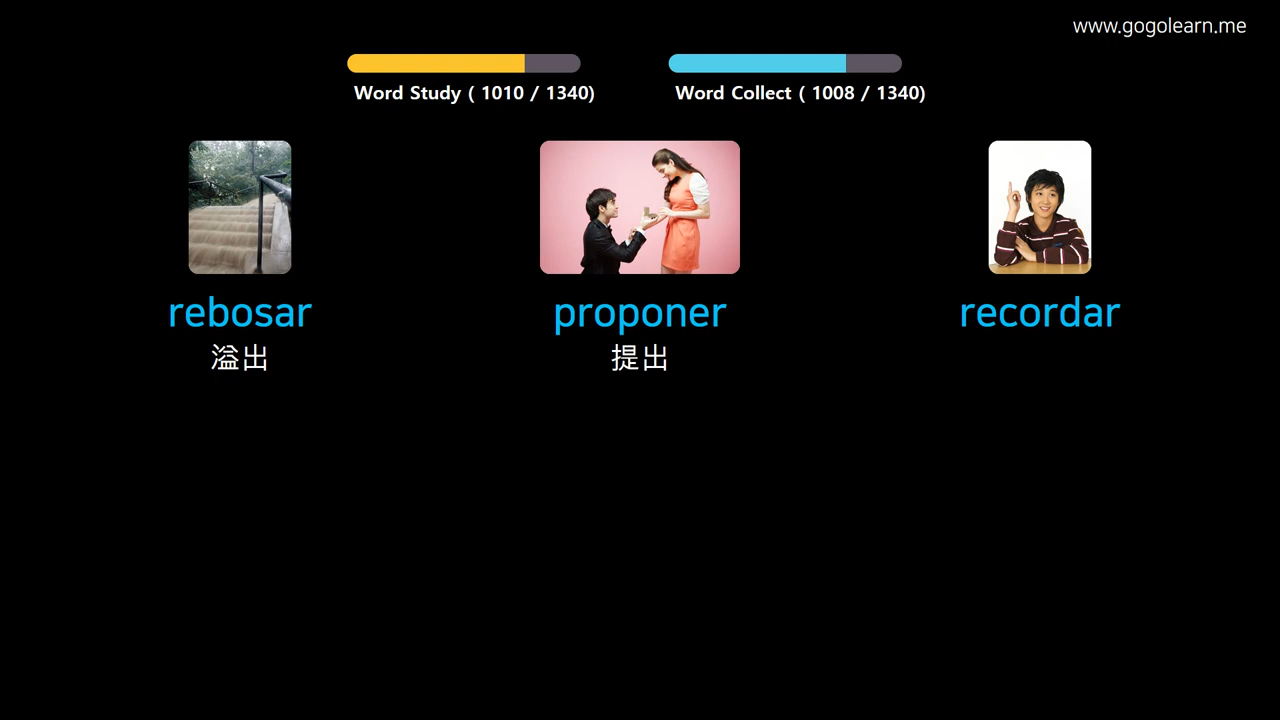 www.gogolearn.me
Word Study ( 1010 / 1340)
Word Collect ( 1008 / 1340)
rebosar
溢出
proponer
提出
recordar